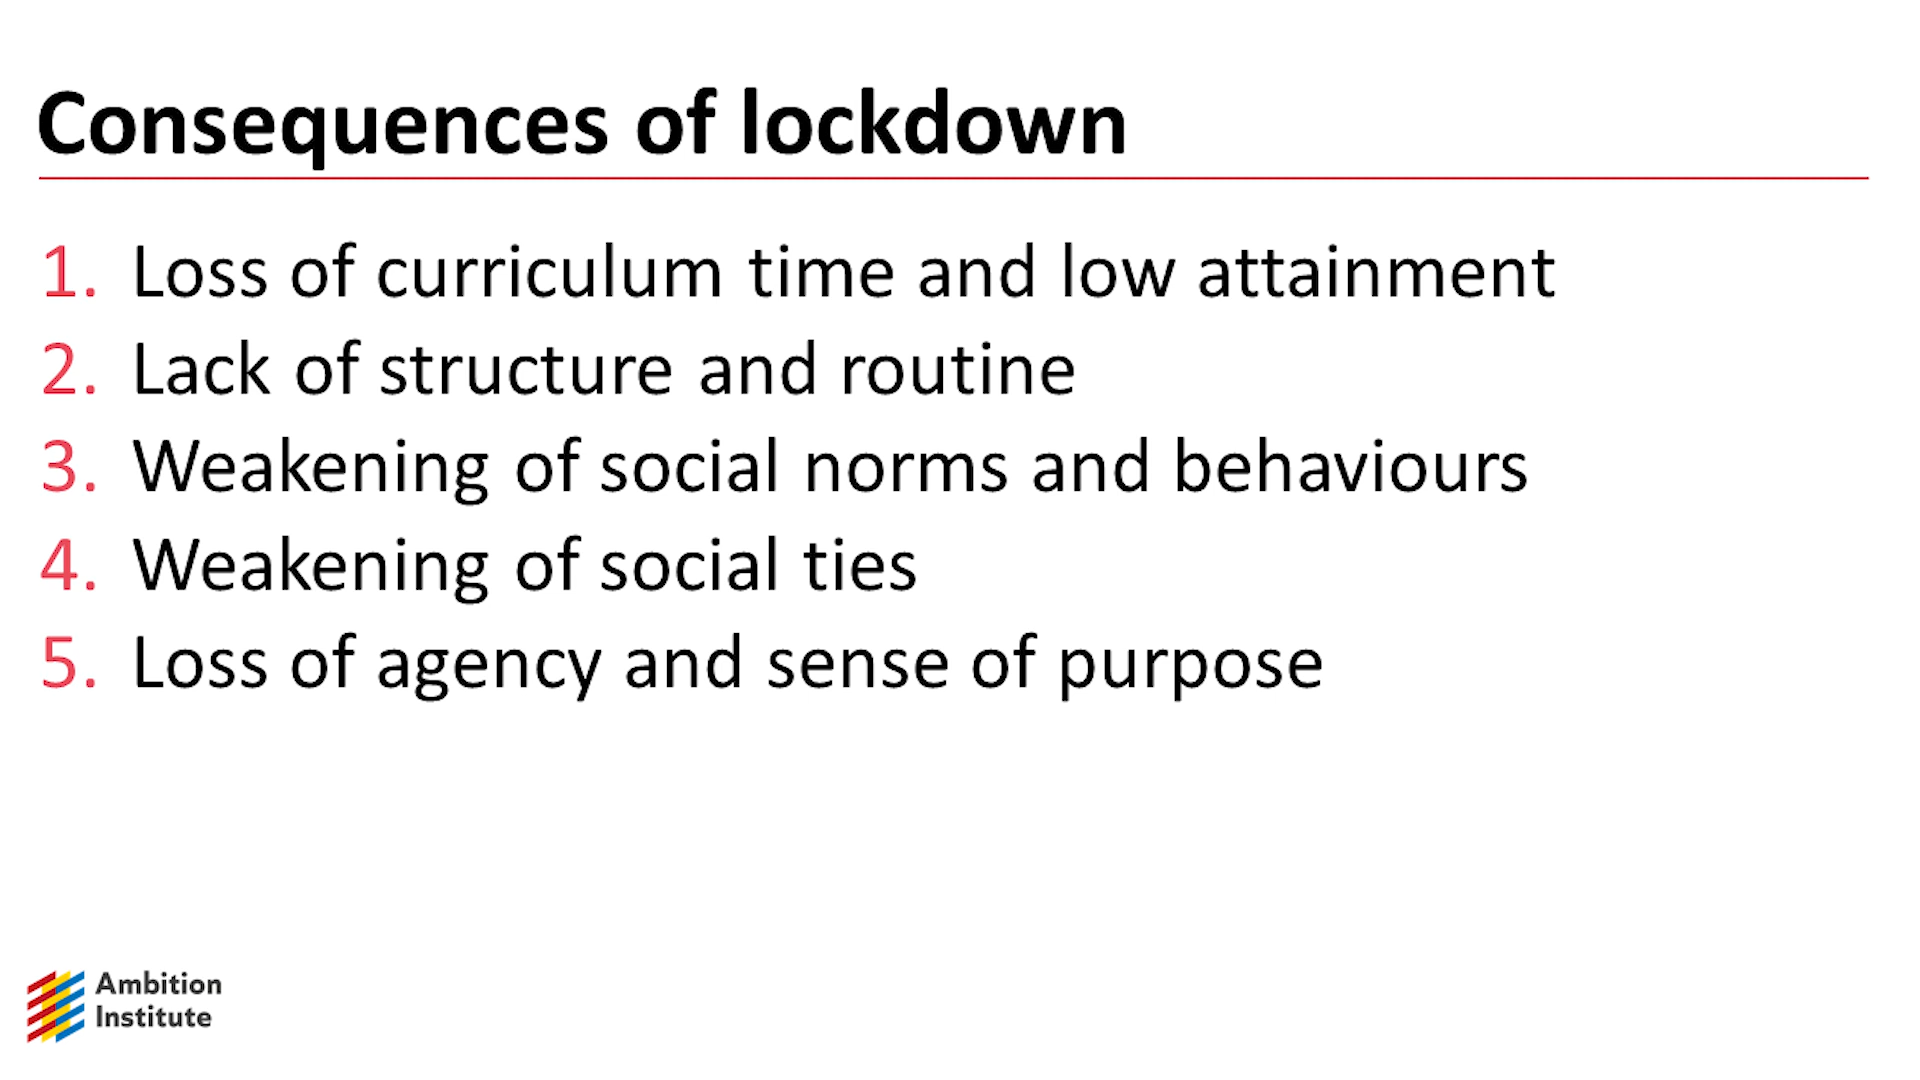 Consequences of lockdown
1. Loss of curriculum time and low attainment
2. Lack of structure and routine
3. Weakening of social norms and behaviours
4. Weakening of social ties
5. Loss of agency and sense of purpose
Ambition
Institute